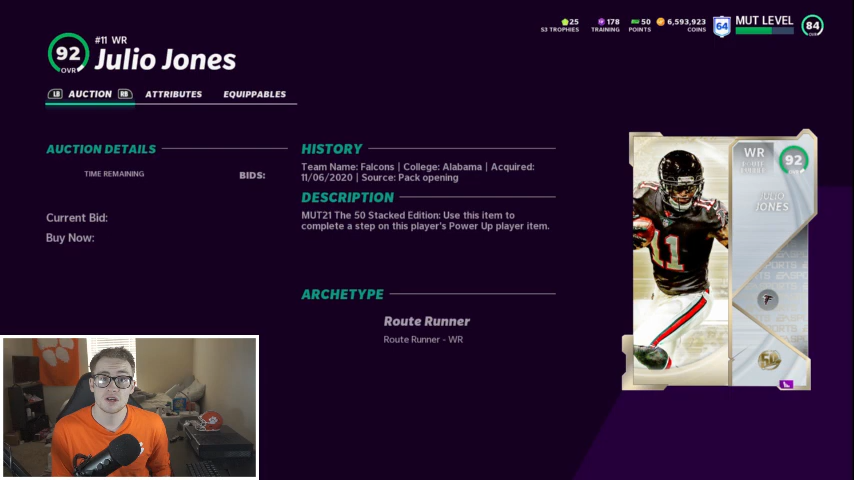 25
S3 TROPHIES
178
TRAINING
50
POINTS
6,593,923
COINS
64
MUT LEVEL
84
OVR
92
OVR
#11 WR
Julio Jones
LB
AUCTION
RB
ATTRIBUTES
EQUIPPABLES
AUCTION DETAILS
TIME REMAINING
BIDS:
Current Bid:
Buy Now:
HISTORY
Team Name: Falcons | College: Alabama | Acquired:
11/06/2020 | Source: Pack opening
DESCRIPTION
MUT21 The 50 Stacked Edition: Use this item to
complete a step on this player's Power Up player item.
ARCHETYPE
Route Runner
Route Runner - WR
WR
92
JULIO
JONES
11
50